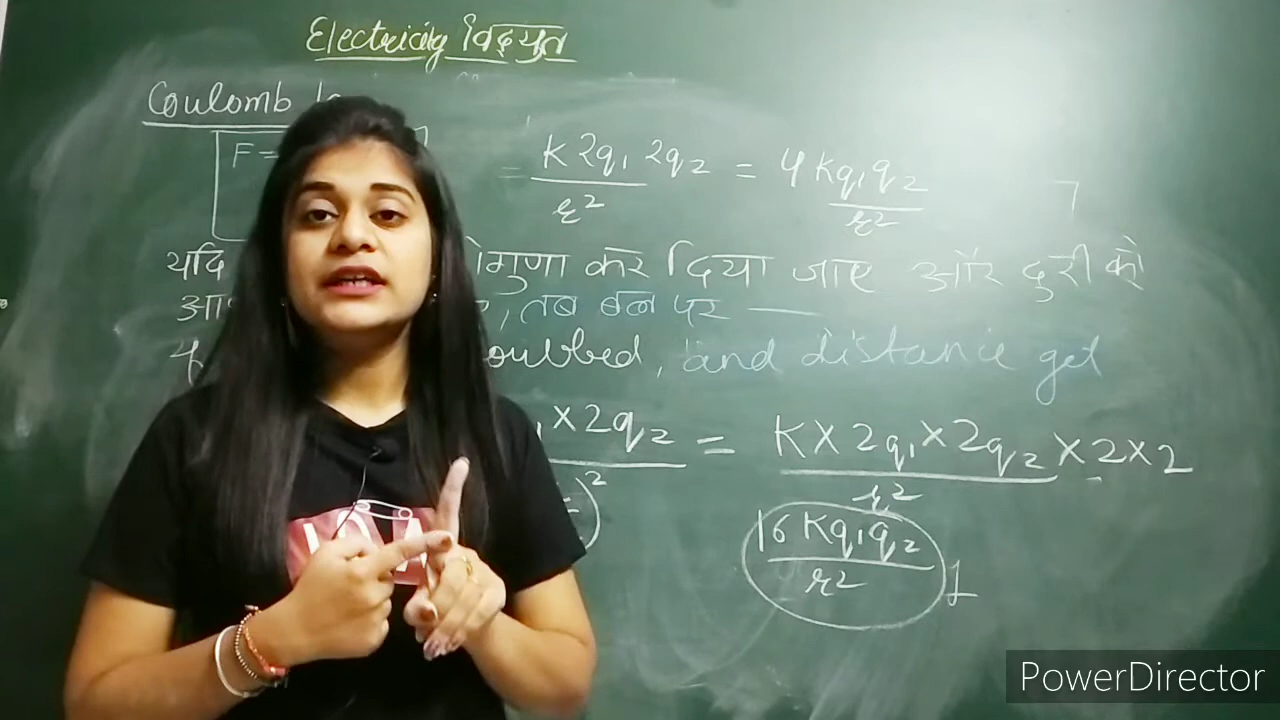 Electricity विद्युत
Coulomb
F =
= K 2q₁ 2q₂ / r² = 4 Kq₁q₂ / r²
यदि गुणा कर दिया जाए और दुरी को
तब बल पर —
and distance get
× 2q₂ / )² = K × 2q₁ × 2q₂ × 2 × 2 / r²
16 Kq₁q₂ / r²
PowerDirector